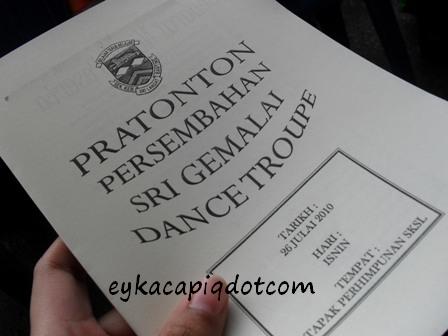 PRATONTON
PERSEMBAHAN
SRI GEMALAI
DANCE TROUPE
TARIKH :
26 JULAI 2010
HARI :
ISNIN
TEMPAT :
TAPAK PERHIMPUNAN SKSL
eykacapiqdotcom